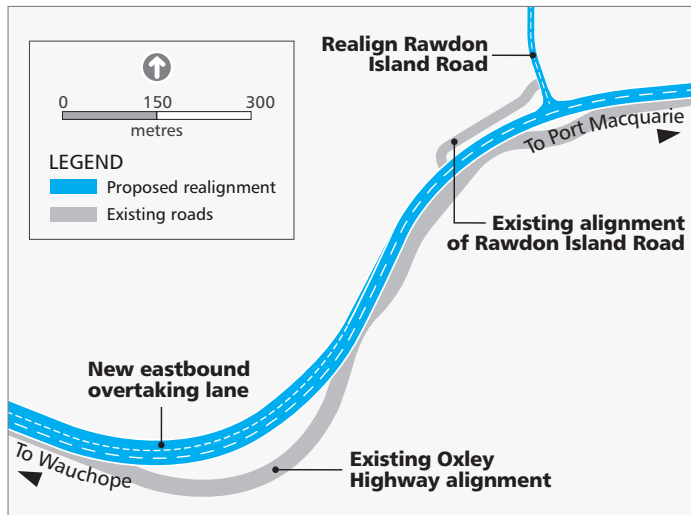 Realign Rawdon
Island Road
0 150 300
metres
LEGEND
Proposed realignment
Existing roads
To Port Macquarie
Existing alignment
of Rawdon Island Road
New eastbound
overtaking lane
To Wauchope
Existing Oxley
Highway alignment